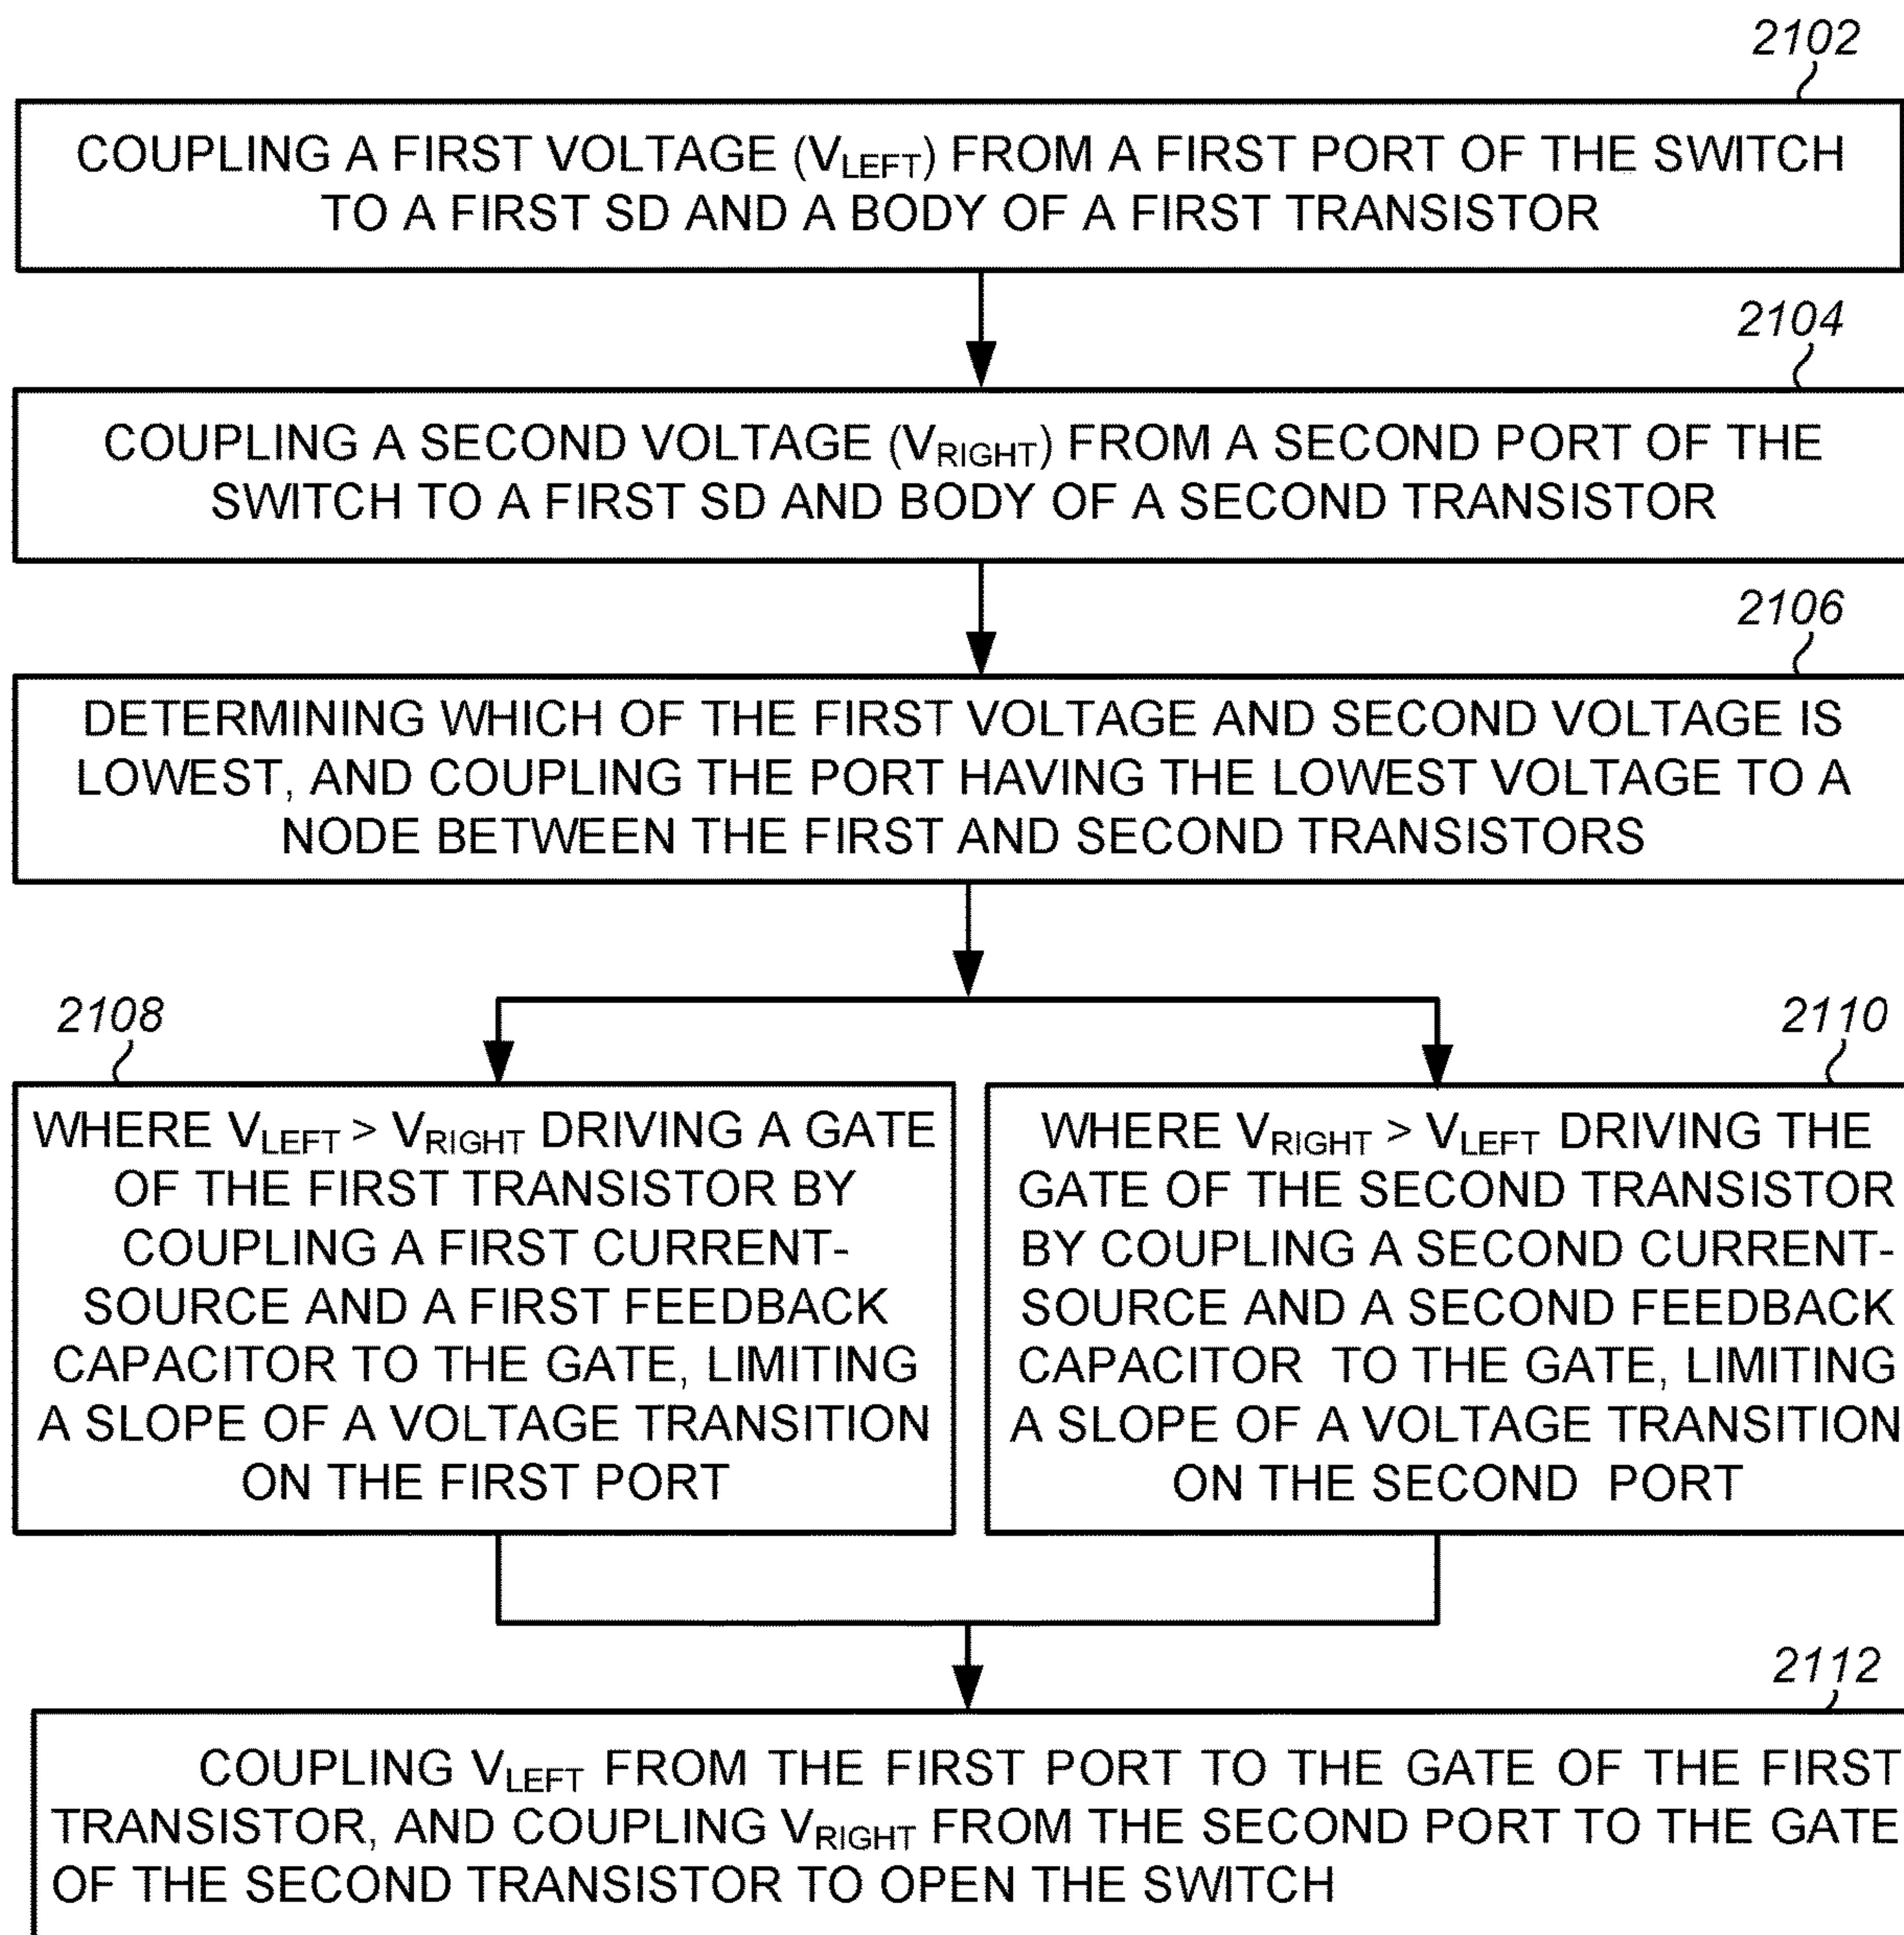 2102
COUPLING A FIRST VOLTAGE (VLEFT) FROM A FIRST PORT OF THE SWITCH
TO A FIRST SD AND A BODY OF A FIRST TRANSISTOR
2104
COUPLING A SECOND VOLTAGE (VRIGHT) FROM A SECOND PORT OF THE
SWITCH TO A FIRST SD AND BODY OF A SECOND TRANSISTOR
2106
DETERMINING WHICH OF THE FIRST VOLTAGE AND SECOND VOLTAGE IS
LOWEST, AND COUPLING THE PORT HAVING THE LOWEST VOLTAGE TO A
NODE BETWEEN THE FIRST AND SECOND TRANSISTORS
2108
WHERE VLEFT > VRIGHT DRIVING A GATE
OF THE FIRST TRANSISTOR BY
COUPLING A FIRST CURRENT-
SOURCE AND A FIRST FEEDBACK
CAPACITOR TO THE GATE, LIMITING
A SLOPE OF A VOLTAGE TRANSITION
ON THE FIRST PORT
2110
WHERE VRIGHT > VLEFT DRIVING THE
GATE OF THE SECOND TRANSISTOR
BY COUPLING A SECOND CURRENT-
SOURCE AND A SECOND FEEDBACK
CAPACITOR TO THE GATE, LIMITING
A SLOPE OF A VOLTAGE TRANSITION
ON THE SECOND PORT
2112
COUPLING VLEFT FROM THE FIRST PORT TO THE GATE OF THE FIRST
TRANSISTOR, AND COUPLING VRIGHT FROM THE SECOND PORT TO THE GATE
OF THE SECOND TRANSISTOR TO OPEN THE SWITCH